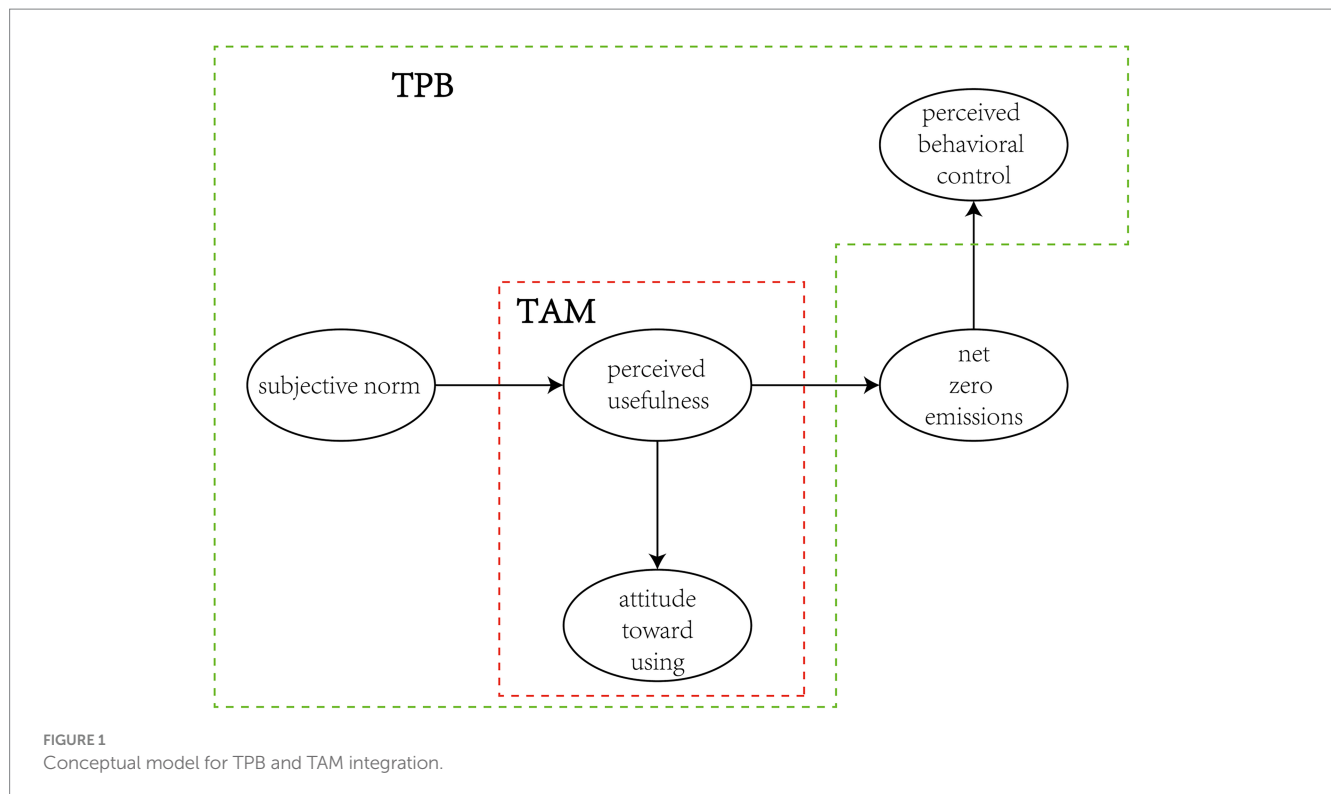 TPB
perceived
behavioral
control
TAM
subjective norm
perceived
usefulness
net
zero
emissions
attitude
toward
using
FIGURE 1
Conceptual model for TPB and TAM integration.